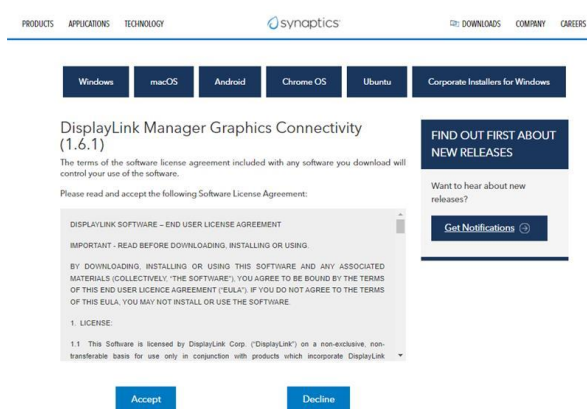 PRODUCTS APPLICATIONS TECHNOLOGY synaptics DOWNLOADS COMPANY CAREERS
Windows macOS Android Chrome OS Ubuntu Corporate Installers for Windows
DisplayLink Manager Graphics Connectivity
(1.6.1)
The terms of the software license agreement included with any software you download will
control your use of the software.
Please read and accept the following Software License Agreement:
DISPLAYLINK SOFTWARE – END USER LICENSE AGREEMENT
IMPORTANT - READ BEFORE DOWNLOADING, INSTALLING OR USING.
BY DOWNLOADING, INSTALLING OR USING THIS SOFTWARE AND ANY ASSOCIATED
MATERIALS (COLLECTIVELY, "THE SOFTWARE"), YOU AGREE TO BE BOUND BY THE TERMS
OF THIS END USER LICENCE AGREEMENT ("EULA"). IF YOU DO NOT AGREE TO THE TERMS
OF THIS EULA, YOU MAY NOT INSTALL OR USE THE SOFTWARE.
1. LICENSE:
1.1 This Software is licensed by DisplayLink Corp. ("DisplayLink") on a non-exclusive, non-
transferable basis for use only in conjunction with products which incorporate DisplayLink
Accept Decline
FIND OUT FIRST ABOUT
NEW RELEASES
Want to hear about new
releases?
Get Notifications